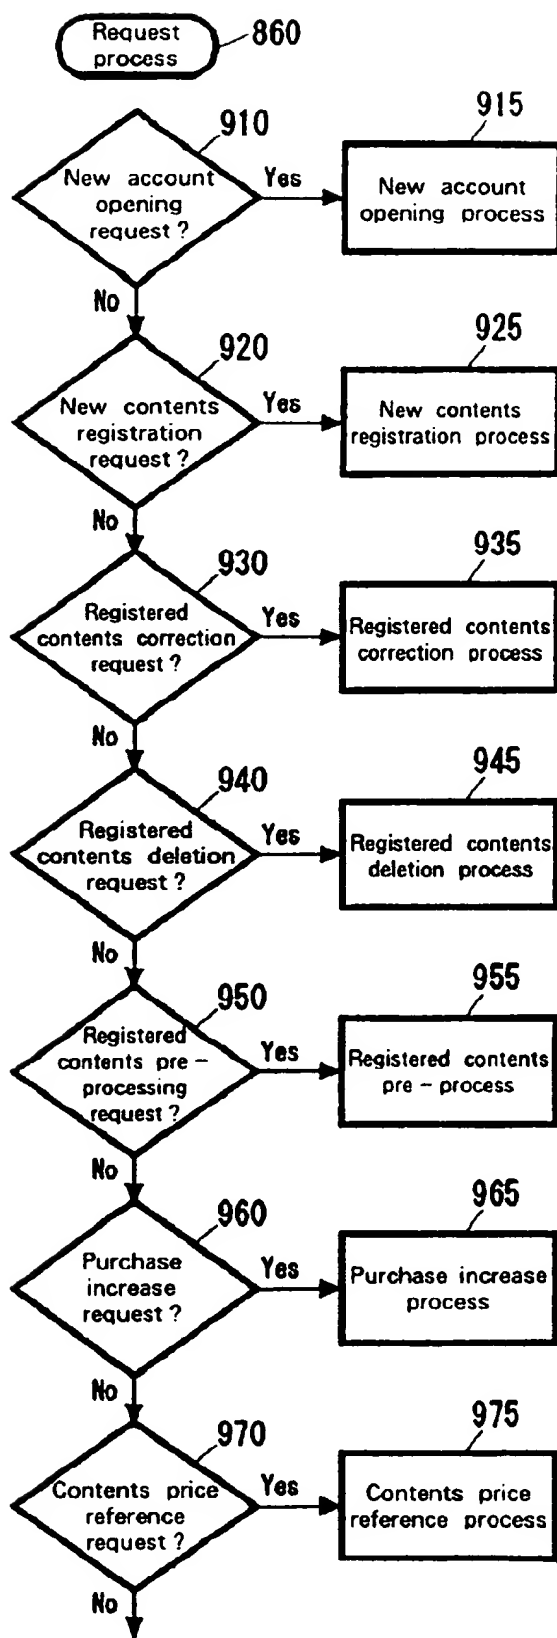 Request
process
860
910
New account
opening
request ?
Yes
915
New account
opening process
No
920
New contents
registration
request ?
Yes
925
New contents
registration process
No
930
Registered
contents correction
request ?
Yes
935
Registered contents
correction process
No
940
Registered
contents deletion
request ?
Yes
945
Registered contents
deletion process
No
950
Registered
contents pre -
processing
request ?
Yes
955
Registered contents
pre - process
No
960
Purchase
increase
request ?
Yes
965
Purchase increase
process
No
970
Contents price
reference
request ?
Yes
975
Contents price
reference process
No